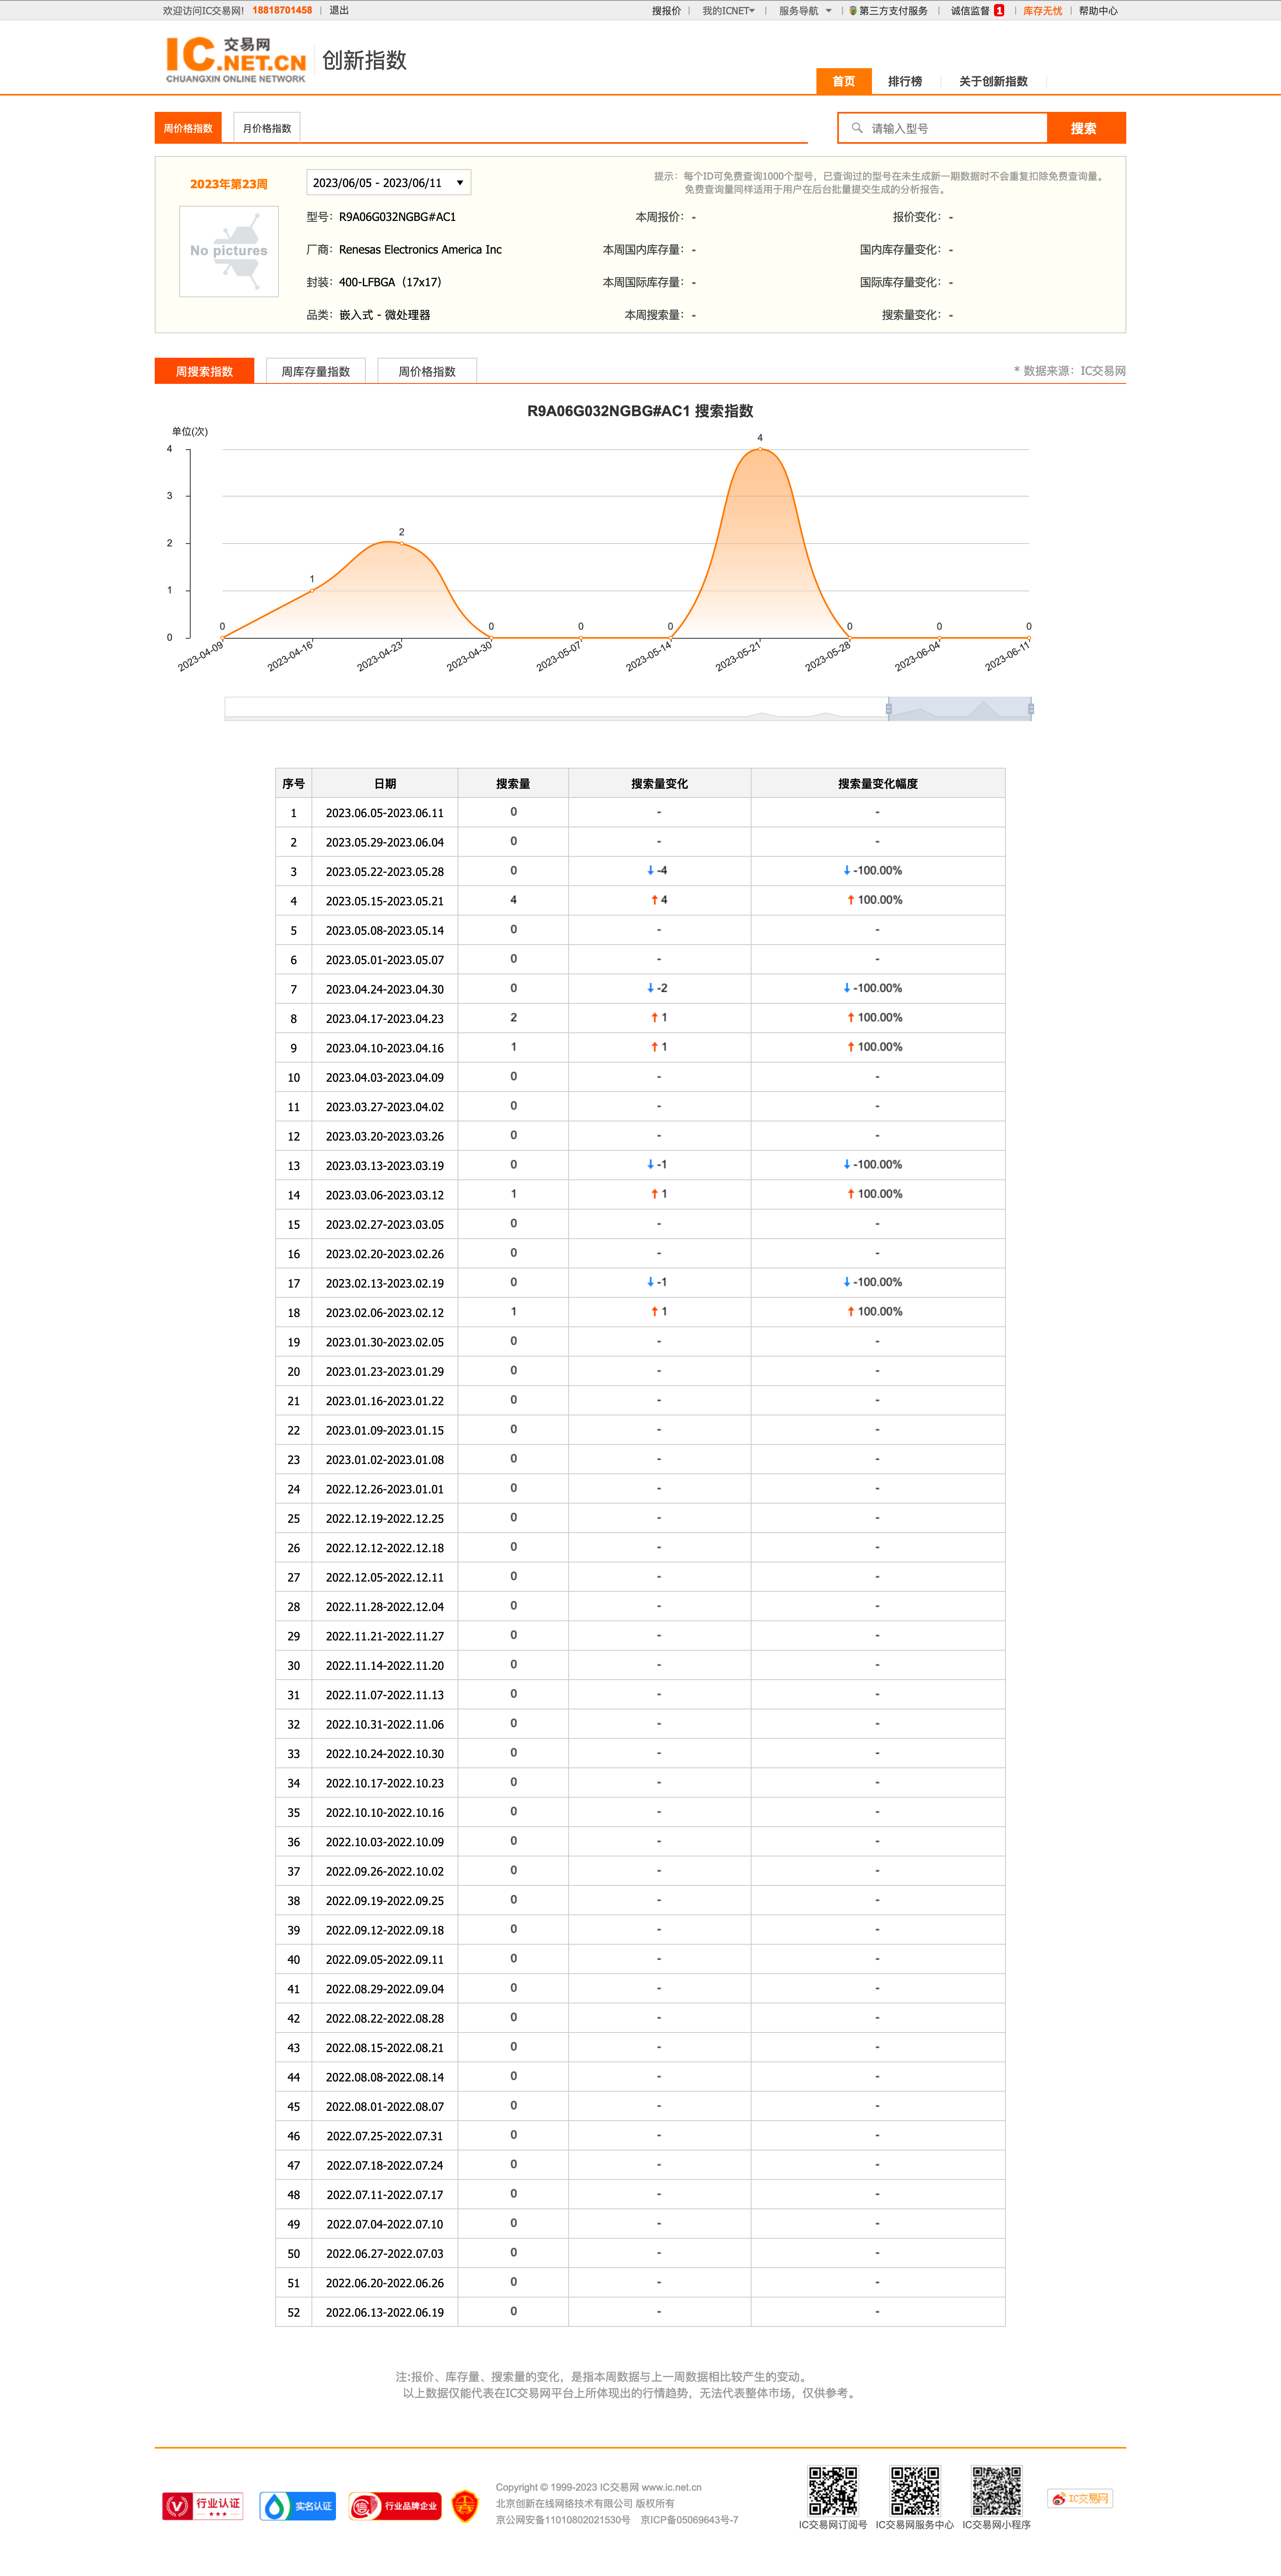 欢迎访问IC交易网! 18818701458 | 退出 搜报价 | 我的ICNET | 服务导航 | 第三方支付服务 | 诚信监督 1 | 库存无忧 | 帮助中心
IC 交易网
.NET.CN
CHUANGXIN ONLINE NETWORK
创新指数
首页 排行榜 关于创新指数
周价格指数 月价格指数 请输入型号 搜索
2023年第23周 2023/06/05 - 2023/06/11
提示：每个ID可免费查询1000个型号，已查询过的型号在未生成新一期数据时不会重复扣除免费查询量。
免费查询量同样适用于用户在后台批量提交生成的分析报告。
No pictures
型号：R9A06G032NGBG#AC1 本周报价：- 报价变化：-
厂商：Renesas Electronics America Inc 本周国内库存量：- 国内库存量变化：-
封装：400-LFBGA（17x17） 本周国际库存量：- 国际库存量变化：-
品类：嵌入式 - 微处理器 本周搜索量：- 搜索量变化：-
周搜索指数 周库存量指数 周价格指数 * 数据来源：IC交易网
R9A06G032NGBG#AC1 搜索指数
单位(次)
4 4
3
2 2
1 1
0 0 0 0 0 0 0 0
0
2023-04-09 2023-04-16 2023-04-23 2023-04-30 2023-05-07 2023-05-14 2023-05-21 2023-05-28 2023-06-04 2023-06-11
序号 日期 搜索量 搜索量变化 搜索量变化幅度
1 2023.06.05-2023.06.11 0 - -
2 2023.05.29-2023.06.04 0 - -
3 2023.05.22-2023.05.28 0 ↓ -4 ↓ -100.00%
4 2023.05.15-2023.05.21 4 ↑ 4 ↑ 100.00%
5 2023.05.08-2023.05.14 0 - -
6 2023.05.01-2023.05.07 0 - -
7 2023.04.24-2023.04.30 0 ↓ -2 ↓ -100.00%
8 2023.04.17-2023.04.23 2 ↑ 1 ↑ 100.00%
9 2023.04.10-2023.04.16 1 ↑ 1 ↑ 100.00%
10 2023.04.03-2023.04.09 0 - -
11 2023.03.27-2023.04.02 0 - -
12 2023.03.20-2023.03.26 0 - -
13 2023.03.13-2023.03.19 0 ↓ -1 ↓ -100.00%
14 2023.03.06-2023.03.12 1 ↑ 1 ↑ 100.00%
15 2023.02.27-2023.03.05 0 - -
16 2023.02.20-2023.02.26 0 - -
17 2023.02.13-2023.02.19 0 ↓ -1 ↓ -100.00%
18 2023.02.06-2023.02.12 1 ↑ 1 ↑ 100.00%
19 2023.01.30-2023.02.05 0 - -
20 2023.01.23-2023.01.29 0 - -
21 2023.01.16-2023.01.22 0 - -
22 2023.01.09-2023.01.15 0 - -
23 2023.01.02-2023.01.08 0 - -
24 2022.12.26-2023.01.01 0 - -
25 2022.12.19-2022.12.25 0 - -
26 2022.12.12-2022.12.18 0 - -
27 2022.12.05-2022.12.11 0 - -
28 2022.11.28-2022.12.04 0 - -
29 2022.11.21-2022.11.27 0 - -
30 2022.11.14-2022.11.20 0 - -
31 2022.11.07-2022.11.13 0 - -
32 2022.10.31-2022.11.06 0 - -
33 2022.10.24-2022.10.30 0 - -
34 2022.10.17-2022.10.23 0 - -
35 2022.10.10-2022.10.16 0 - -
36 2022.10.03-2022.10.09 0 - -
37 2022.09.26-2022.10.02 0 - -
38 2022.09.19-2022.09.25 0 - -
39 2022.09.12-2022.09.18 0 - -
40 2022.09.05-2022.09.11 0 - -
41 2022.08.29-2022.09.04 0 - -
42 2022.08.22-2022.08.28 0 - -
43 2022.08.15-2022.08.21 0 - -
44 2022.08.08-2022.08.14 0 - -
45 2022.08.01-2022.08.07 0 - -
46 2022.07.25-2022.07.31 0 - -
47 2022.07.18-2022.07.24 0 - -
48 2022.07.11-2022.07.17 0 - -
49 2022.07.04-2022.07.10 0 - -
50 2022.06.27-2022.07.03 0 - -
51 2022.06.20-2022.06.26 0 - -
52 2022.06.13-2022.06.19 0 - -
注:报价、库存量、搜索量的变化，是指本周数据与上一周数据相比较产生的变动。
以上数据仅能代表在IC交易网平台上所体现出的行情趋势，无法代表整体市场，仅供参考。
行业认证 实名认证 行业品牌企业
Copyright © 1999-2023 IC交易网 www.ic.net.cn
北京创新在线网络技术有限公司 版权所有
京公网安备11010802021530号 京ICP备05069643号-7
IC交易网订阅号 IC交易网服务中心 IC交易网小程序
IC交易网